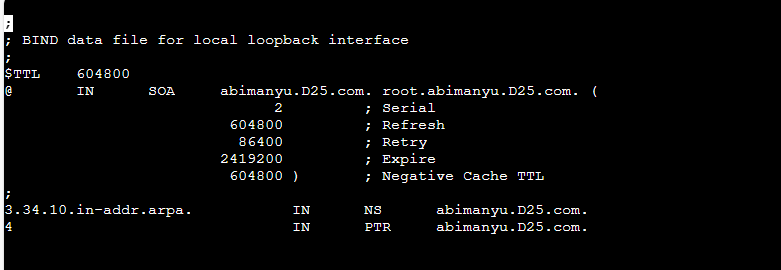 ;
; BIND data file for local loopback interface
;
$TTL    604800
@       IN      SOA     abimanyu.D25.com. root.abimanyu.D25.com. (
                              2         ; Serial
                         604800         ; Refresh
                          86400         ; Retry
                        2419200         ; Expire
                         604800 )       ; Negative Cache TTL
;
3.34.10.in-addr.arpa.           IN      NS      abimanyu.D25.com.
4                               IN      PTR     abimanyu.D25.com.